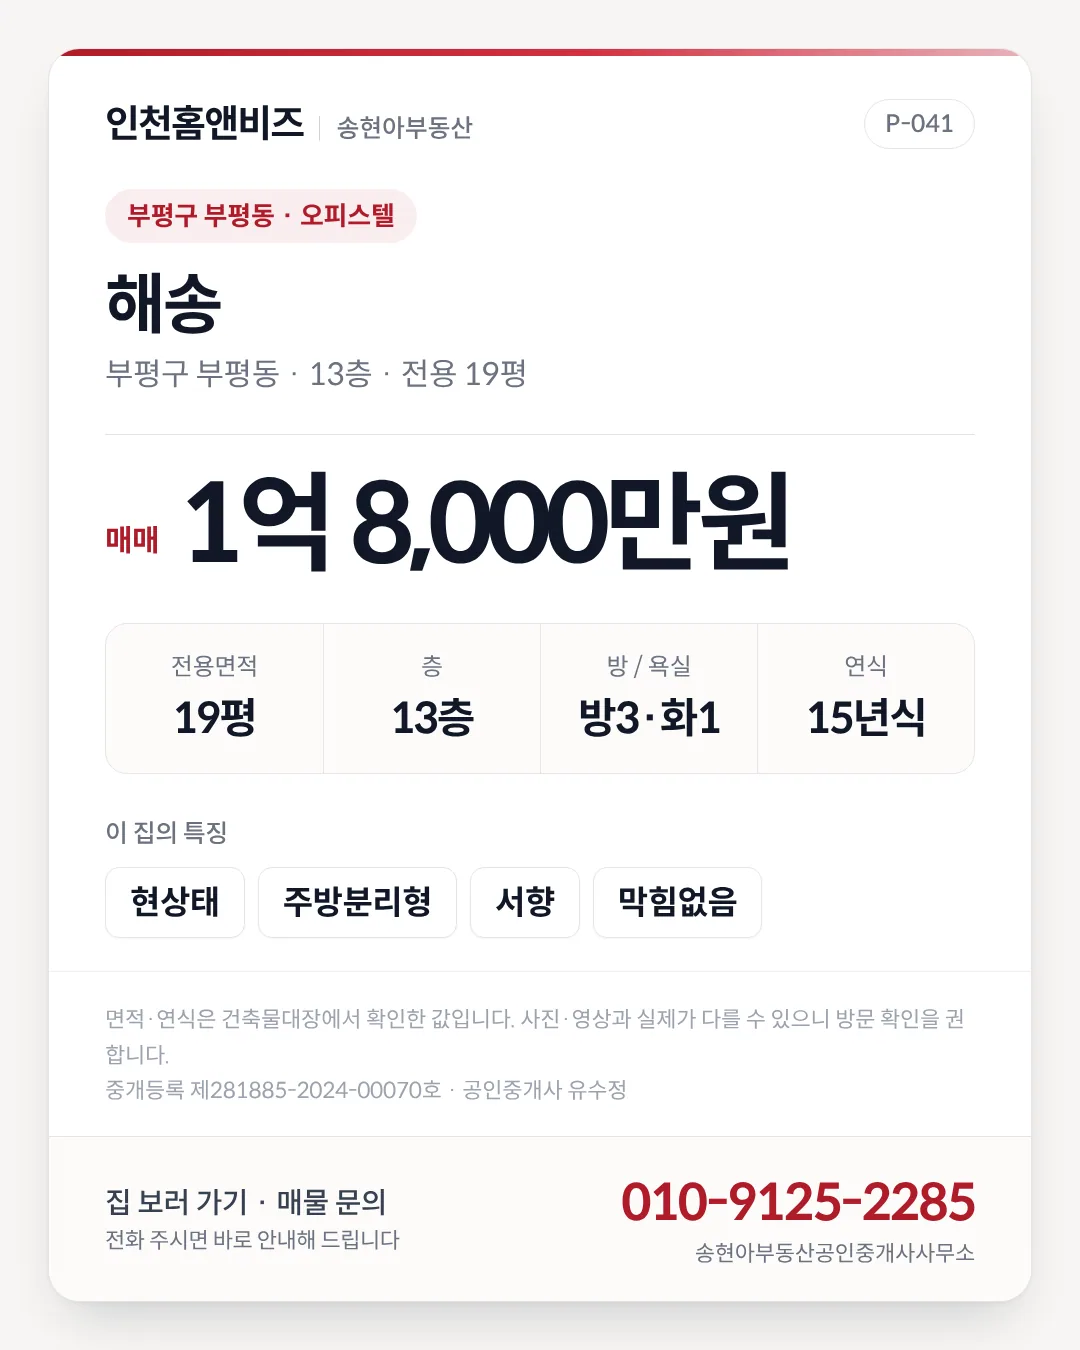 인천홈앤비즈 | 송현아부동산
P-041
부평구 부평동 · 오피스텔
해송
부평구 부평동 · 13층 · 전용 19평
매매 1억 8,000만원
전용면적 층 방 / 욕실 연식
19평 13층 방3·화1 15년식
이 집의 특징
현상태 주방분리형 서향 막힘없음
면적·연식은 건축물대장에서 확인한 값입니다. 사진·영상과 실제가 다를 수 있으니 방문 확인을 권
합니다.
중개등록 제281885-2024-00070호 · 공인중개사 유수정
집 보러 가기 · 매물 문의
전화 주시면 바로 안내해 드립니다
010-9125-2285
송현아부동산공인중개사사무소